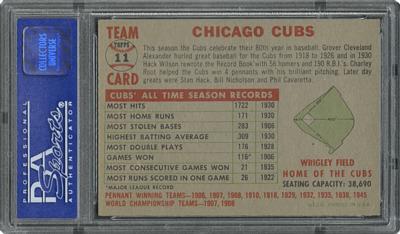 COLLECTORS
UNIVERSE
PSA
Sports
PROFESSIONAL
AUTHENTICATOR
TEAM
TOPPS
11
CARD
CHICAGO CUBS
This season the Cubs celebrate their 80th year in baseball. Grover Cleveland
Alexander hurled great baseball for the Cubs from 1918 to 1926 and in 1930
Hack Wilson rewrote the Record Book with 56 homers and 190 R.B.I.'s. Charley
Root helped the Cubs win 4 pennants with his brilliant pitching. Later day
greats were Stan Hack, Bill Nicholson and Phil Cavaretta.
CUBS' ALL TIME SEASON RECORDS
MOST HITS 1722 1930
MOST HOME RUNS 171 1930
MOST STOLEN BASES 283 1906
HIGHEST BATTING AVERAGE 309 1930
MOST DOUBLE PLAYS 176 1928
GAMES WON 116* 1906
MOST CONSECUTIVE GAMES WON 21 1935
MOST RUNS SCORED IN ONE GAME 26 1922
*MAJOR LEAGUE RECORD
WRIGLEY FIELD
HOME OF THE CUBS
SEATING CAPACITY: 38,690
PENNANT WINNING TEAMS—1906, 1907, 1908, 1910, 1918, 1929, 1932, 1935, 1938, 1945
WORLD CHAMPIONSHIP TEAMS—1907, 1908